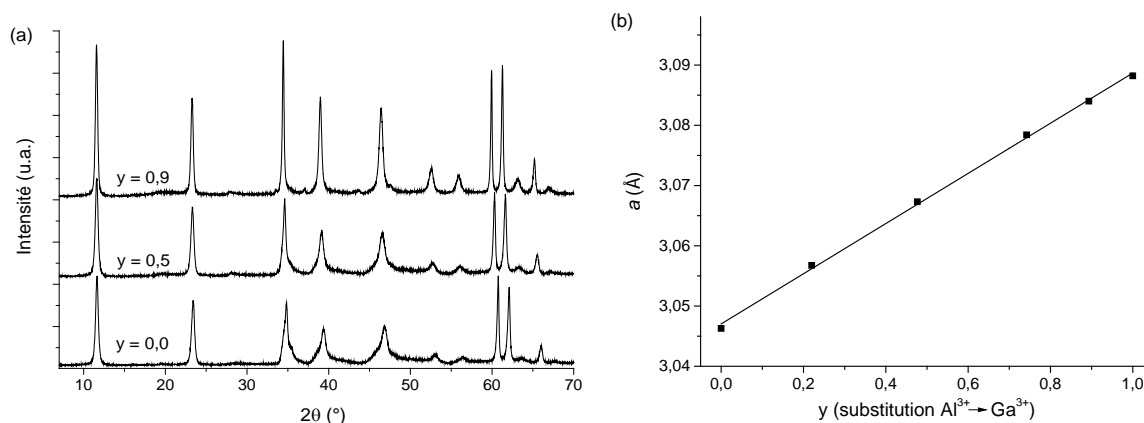 (a)
Intensité (u.a.)
y = 0,9
y = 0,5
y = 0,0
10 20 30 40 50 60 70
2θ (°)
(b)
3,08
3,07
3,06
3,05
3,04
a (Å)
0,0 0,2 0,4 0,6 0,8 1,0
y (substitution Al³⁺→Ga³⁺)